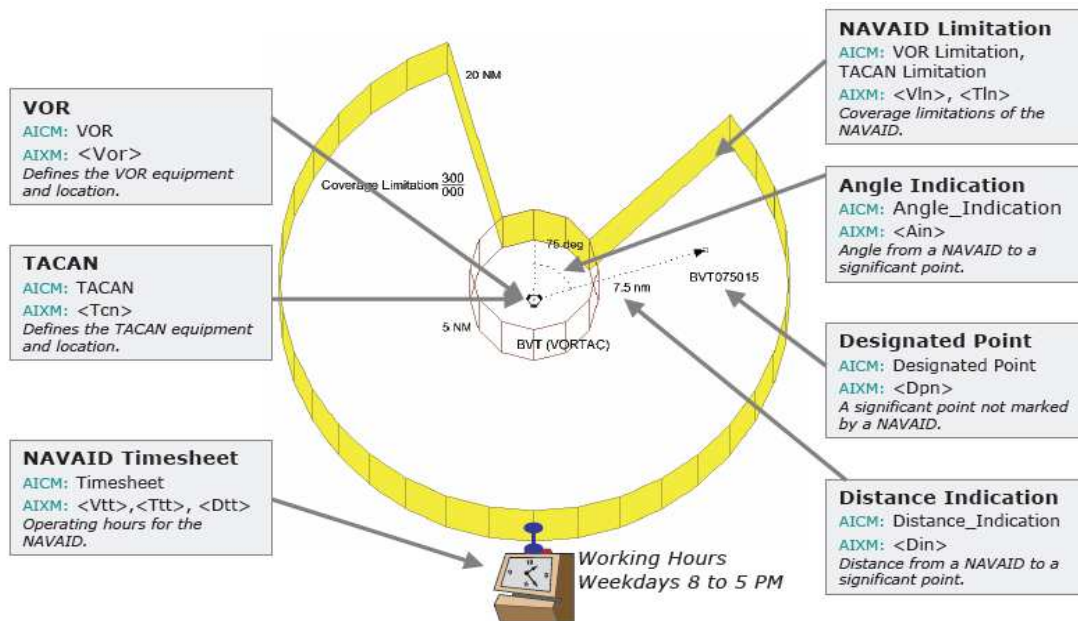 VOR
AICM: VOR
AIXM: <Vor>
Defines the VOR equipment
and location.
TACAN
AICM: TACAN
AIXM: <Tcn>
Defines the TACAN equipment
and location.
NAVAID Timesheet
AICM: Timesheet
AIXM: <Vtt>,<Ttt>, <Dtt>
Operating hours for the
NAVAID.
20 NM
Coverage Limitation 300
000
75 deg
BVT075015
7.5 nm
5 NM
BVT (VORTAC)
Working Hours
Weekdays 8 to 5 PM
NAVAID Limitation
AICM: VOR Limitation,
TACAN Limitation
AIXM: <Vln>, <Tln>
Coverage limitations of the
NAVAID.
Angle Indication
AICM: Angle_Indication
AIXM: <Ain>
Angle from a NAVAID to a
significant point.
Designated Point
AICM: Designated Point
AIXM: <Dpn>
A significant point not marked
by a NAVAID.
Distance Indication
AICM: Distance_Indication
AIXM: <Din>
Distance from a NAVAID to a
significant point.